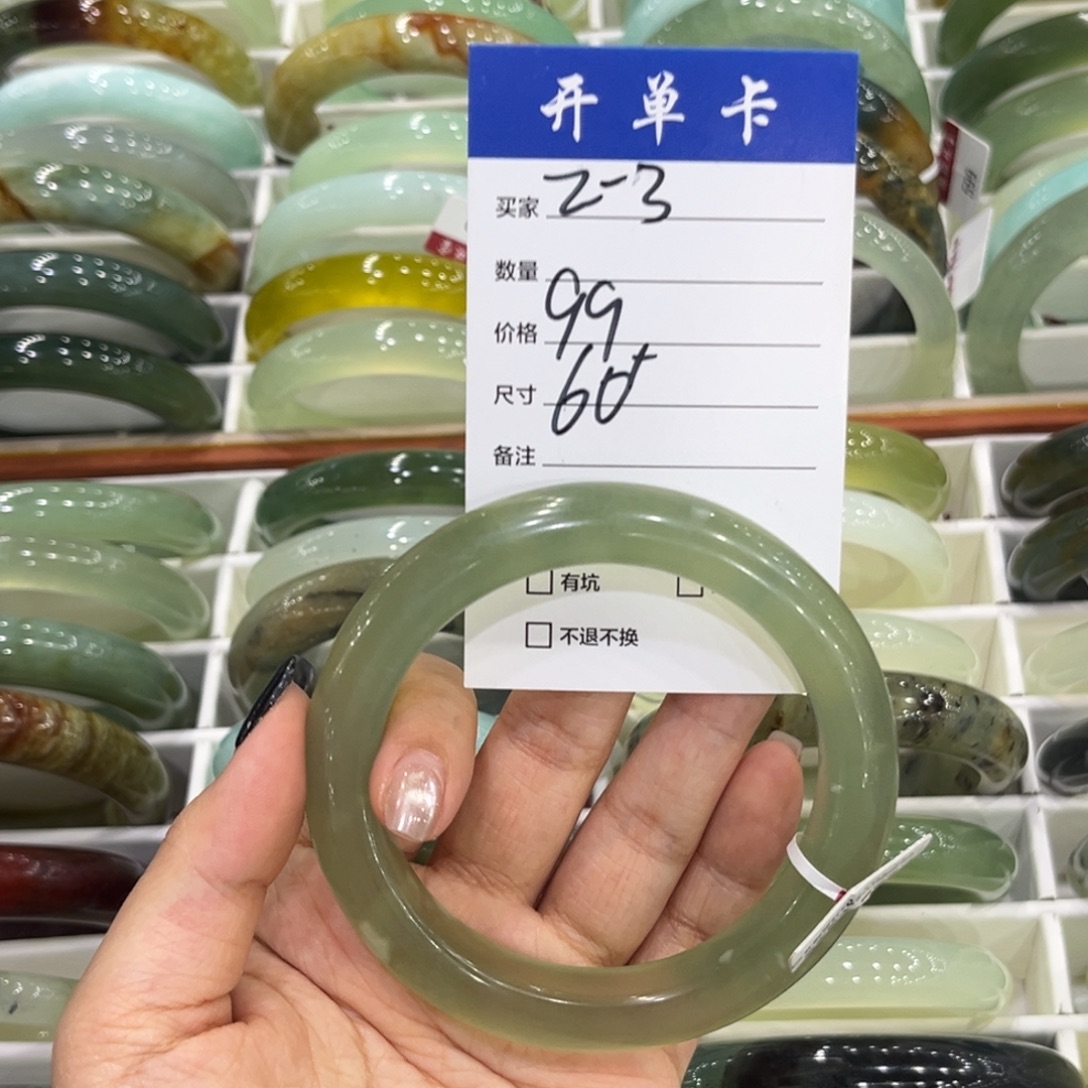 开单卡
买家 2-3
数量
价格 99
尺寸 60+
备注
□ 有坑 □
□ 不退不换